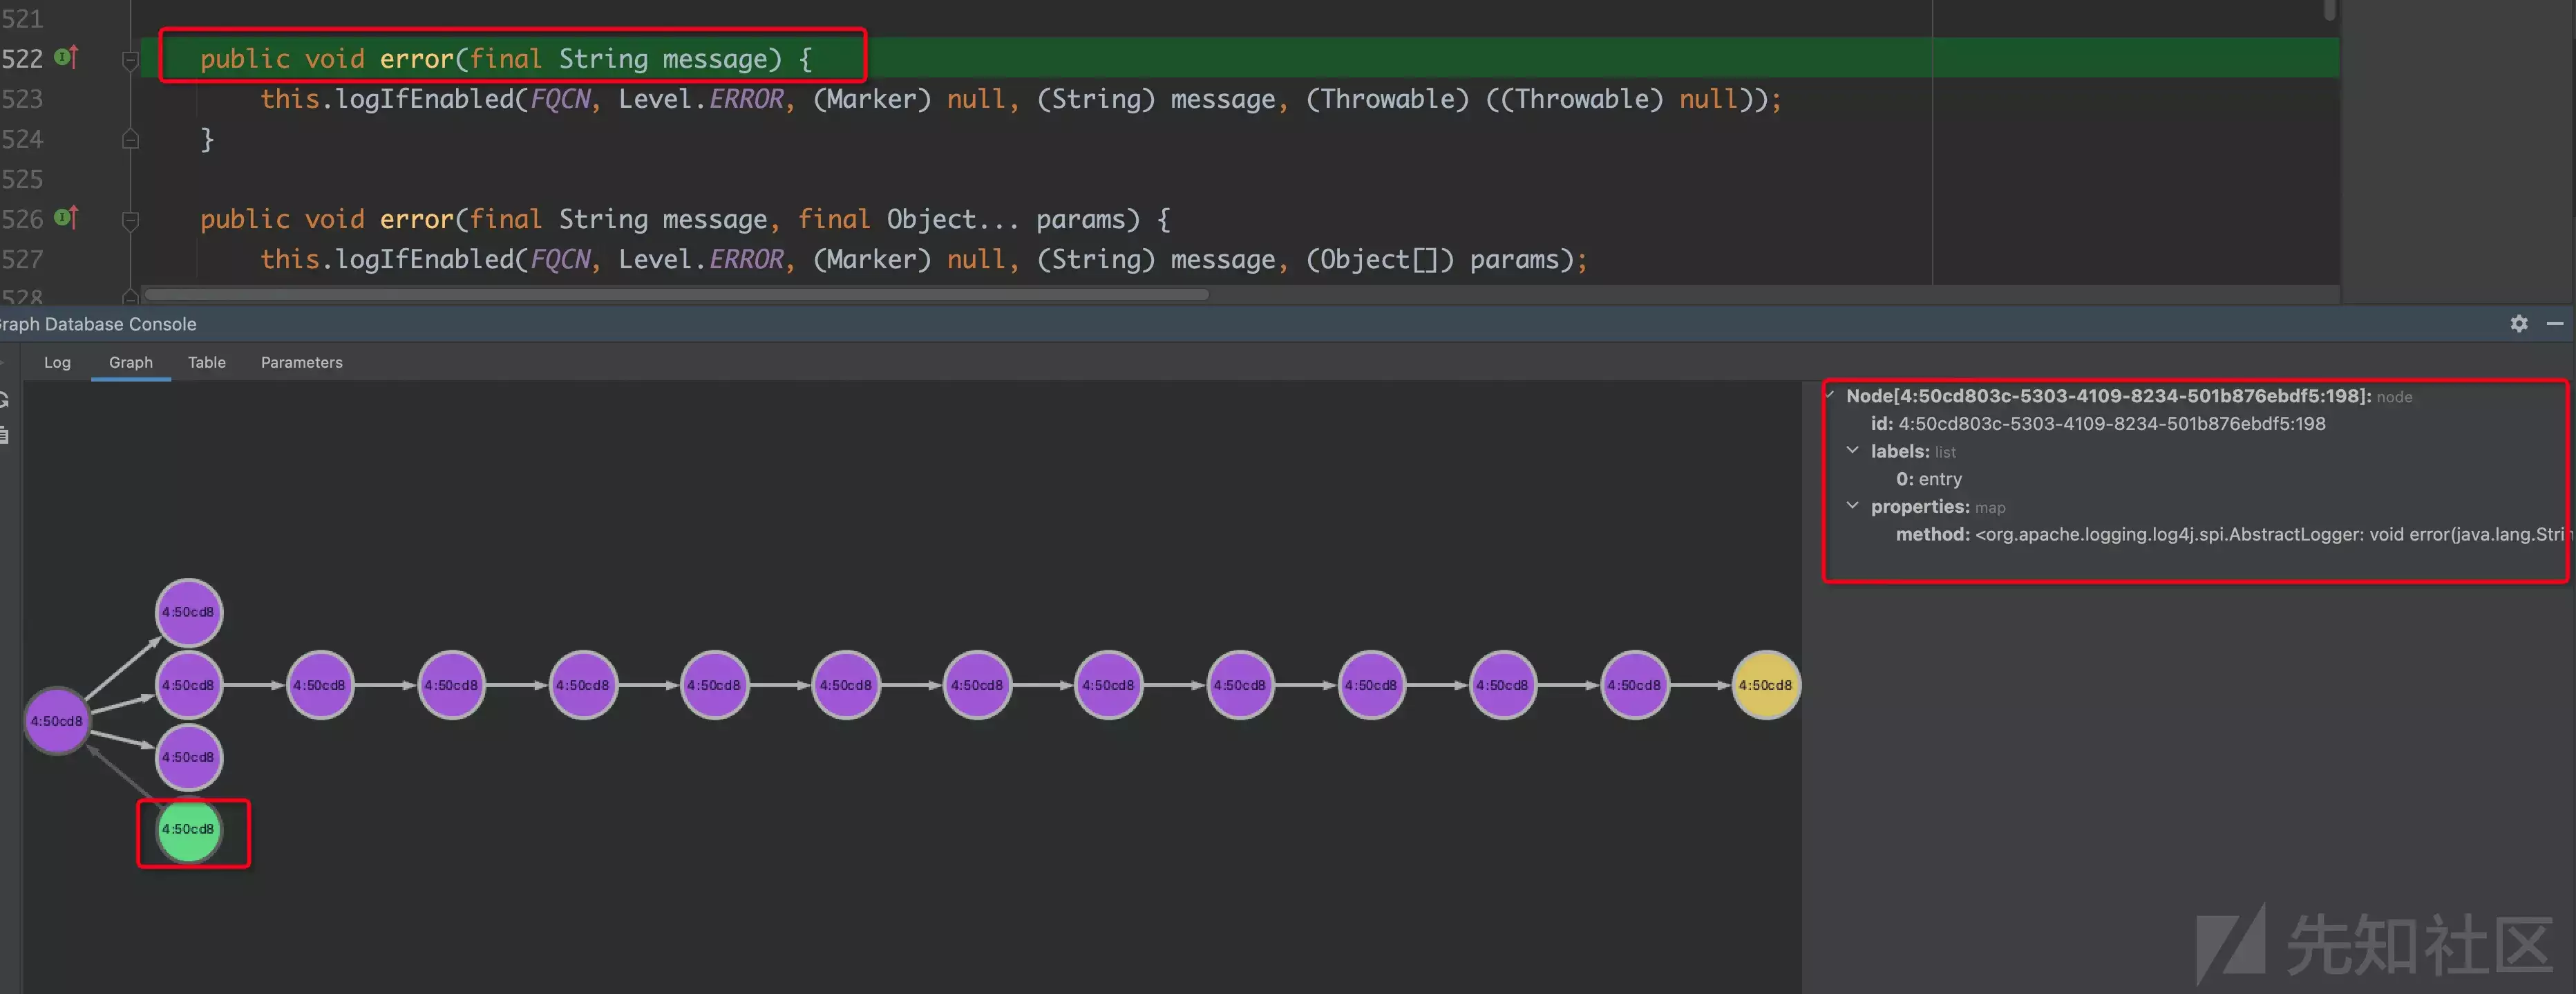 521
522 public void error(final String message) {
523 this.logIfEnabled(FQCN, Level.ERROR, (Marker) null, (String) message, (Throwable) ((Throwable) null));
524 }
525
526 public void error(final String message, final Object... params) {
527 this.logIfEnabled(FQCN, Level.ERROR, (Marker) null, (String) message, (Object[]) params);
528
raph Database Console
Log Graph Table Parameters
Node[4:50cd803c-5303-4109-8234-501b876ebdf5:198]: node
id: 4:50cd803c-5303-4109-8234-501b876ebdf5:198
labels: list
0: entry
properties: map
method: <org.apache.logging.log4j.spi.AbstractLogger: void error(java.lang.Strin
4:50cd8
4:50cd8 4:50cd8 4:50cd8 4:50cd8 4:50cd8 4:50cd8 4:50cd8 4:50cd8 4:50cd8 4:50cd8 4:50cd8 4:50cd8 4:50cd8
4:50cd8
4:50cd8
4:50cd8
先知社区